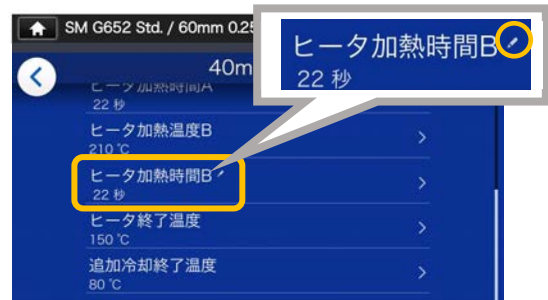 SM G652 Std. / 60mm 0.25
40m
ヒータ加熱時間A
22 秒
ヒータ加熱温度B
210 ℃
ヒータ加熱時間B
22 秒
ヒータ終了温度
150 ℃
追加冷却終了温度
80 ℃
ヒータ加熱時間B
22 秒